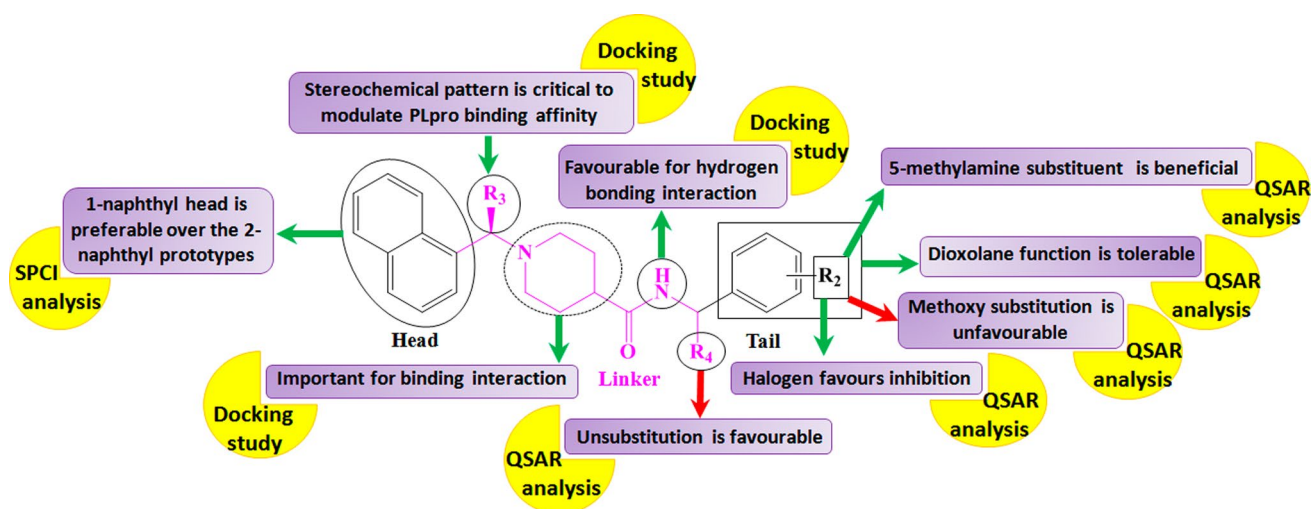 Docking
study
Stereochemical pattern is critical to
modulate PLpro binding affinity
Docking
study
Favourable for hydrogen
bonding interaction
5-methylamine substituent is beneficial
QSAR
analysis
1-naphthyl head is
preferable over the 2-
naphthyl prototypes
SPCI
analysis
R3
N
H
N
R2
Dioxolane function is tolerable
QSAR
analysis
Methoxy substitution is
unfavourable
QSAR
analysis
Head
O
Linker
R4
Tail
Important for binding interaction
Docking
study
Halogen favours inhibition
QSAR
analysis
Unsubstitution is favourable
QSAR
analysis